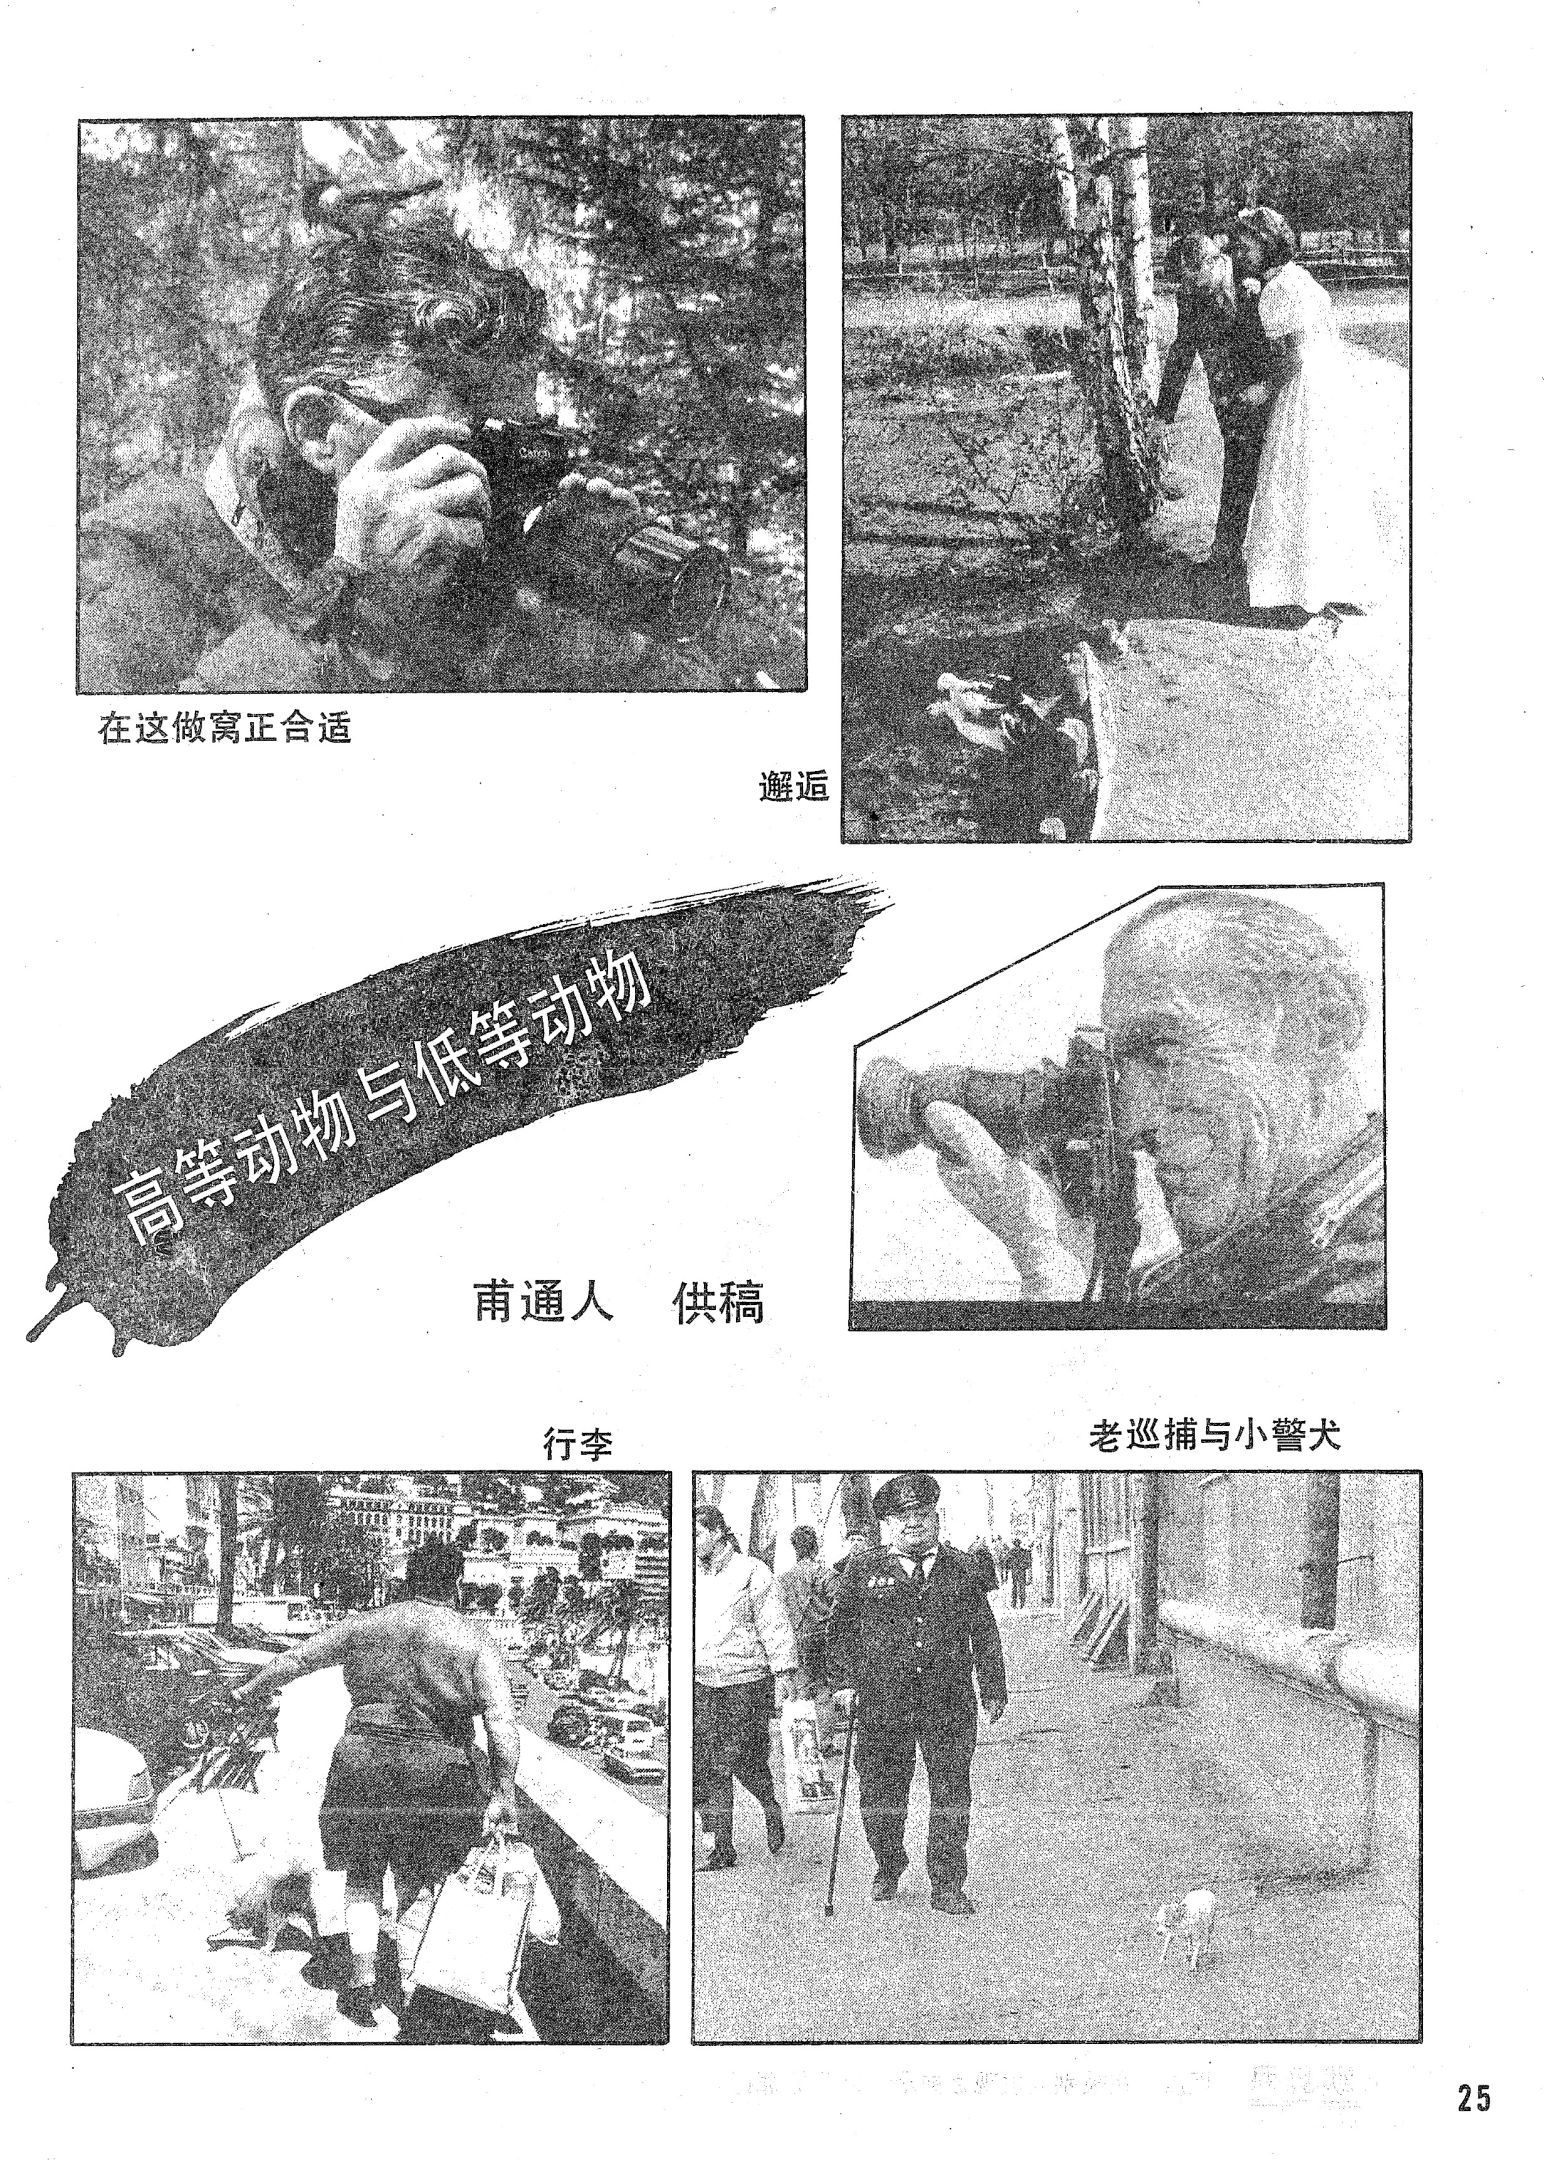 在这做窝正合适
邂逅
高等动物与低等动物
甫通人 供稿
行李
老巡捕与小警犬
25